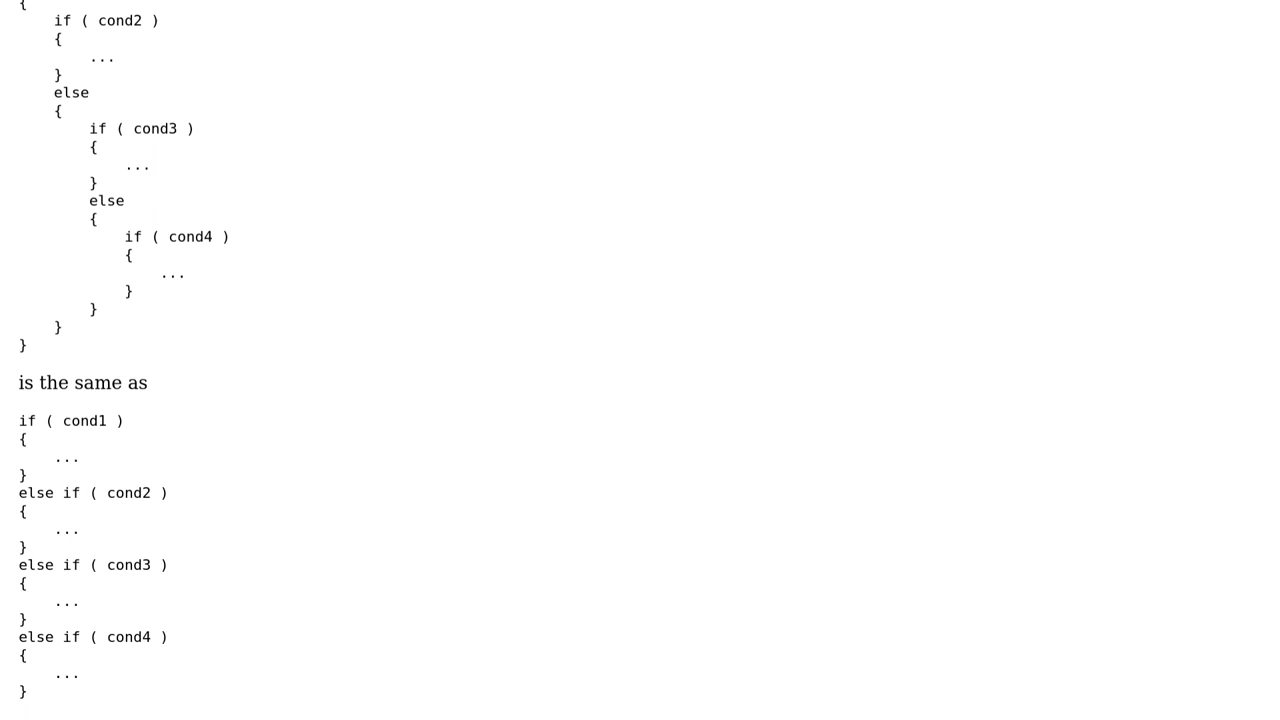 {
    if ( cond2 )
    {
        ...
    }
    else
    {
        if ( cond3 )
        {
            ...
        }
        else
        {
            if ( cond4 )
            {
                ...
            }
        }
    }
}
is the same as
if ( cond1 )
{
    ...
}
else if ( cond2 )
{
    ...
}
else if ( cond3 )
{
    ...
}
else if ( cond4 )
{
    ...
}